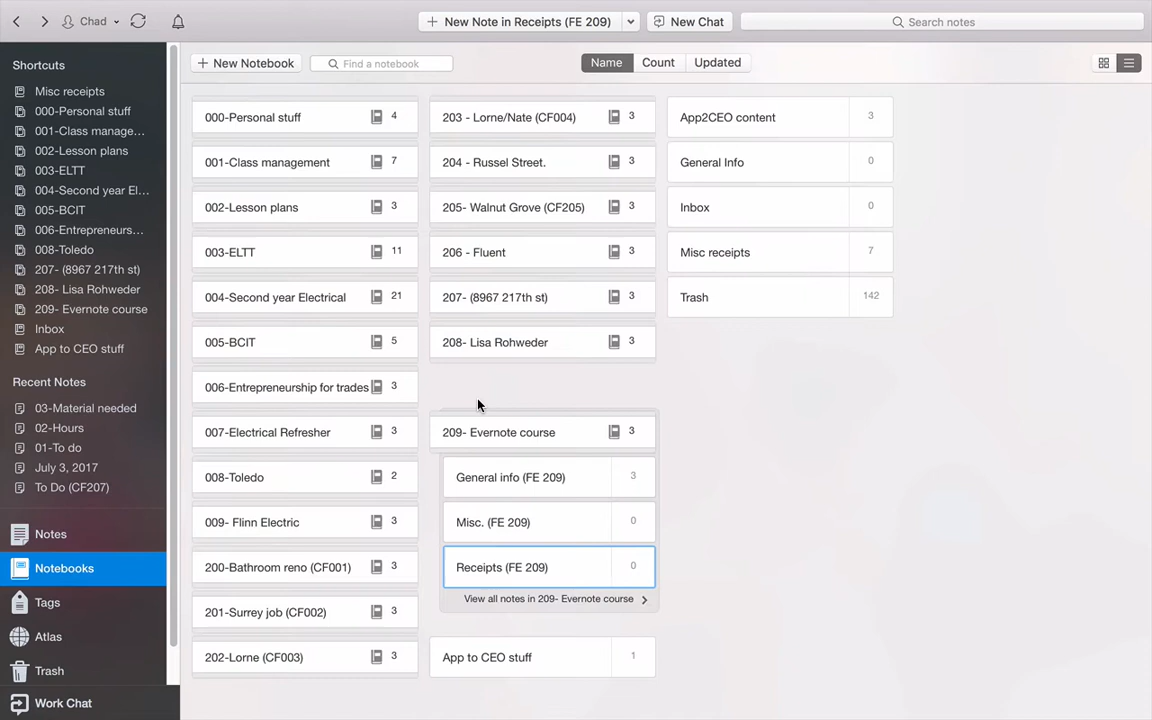 Chad
New Note in Receipts (FE 209)
New Chat
Search notes
Shortcuts
Misc receipts
000-Personal stuff
001-Class manage...
002-Lesson plans
003-ELTT
004-Second year El...
005-BCIT
006-Entrepreneurs...
008-Toledo
207- (8967 217th st)
208- Lisa Rohweder
209- Evernote course
Inbox
App to CEO stuff
Recent Notes
03-Material needed
02-Hours
01-To do
July 3, 2017
To Do (CF207)
Notes
Notebooks
Tags
Atlas
Trash
Work Chat
New Notebook
Find a notebook
Name
Count
Updated
000-Personal stuff 4
001-Class management 7
002-Lesson plans 3
003-ELTT 11
004-Second year Electrical 21
005-BCIT 5
006-Entrepreneurship for trades 3
007-Electrical Refresher 3
008-Toledo 2
009- Flinn Electric 3
200-Bathroom reno (CF001) 3
201-Surrey job (CF002) 3
202-Lorne (CF003) 3
203 - Lorne/Nate (CF004) 3
204 - Russel Street. 3
205- Walnut Grove (CF205) 3
206 - Fluent 3
207- (8967 217th st) 3
208- Lisa Rohweder 3
209- Evernote course 3
General info (FE 209) 3
Misc. (FE 209) 0
Receipts (FE 209) 0
View all notes in 209- Evernote course
App to CEO stuff 1
App2CEO content 3
General Info 0
Inbox 0
Misc receipts 7
Trash 142